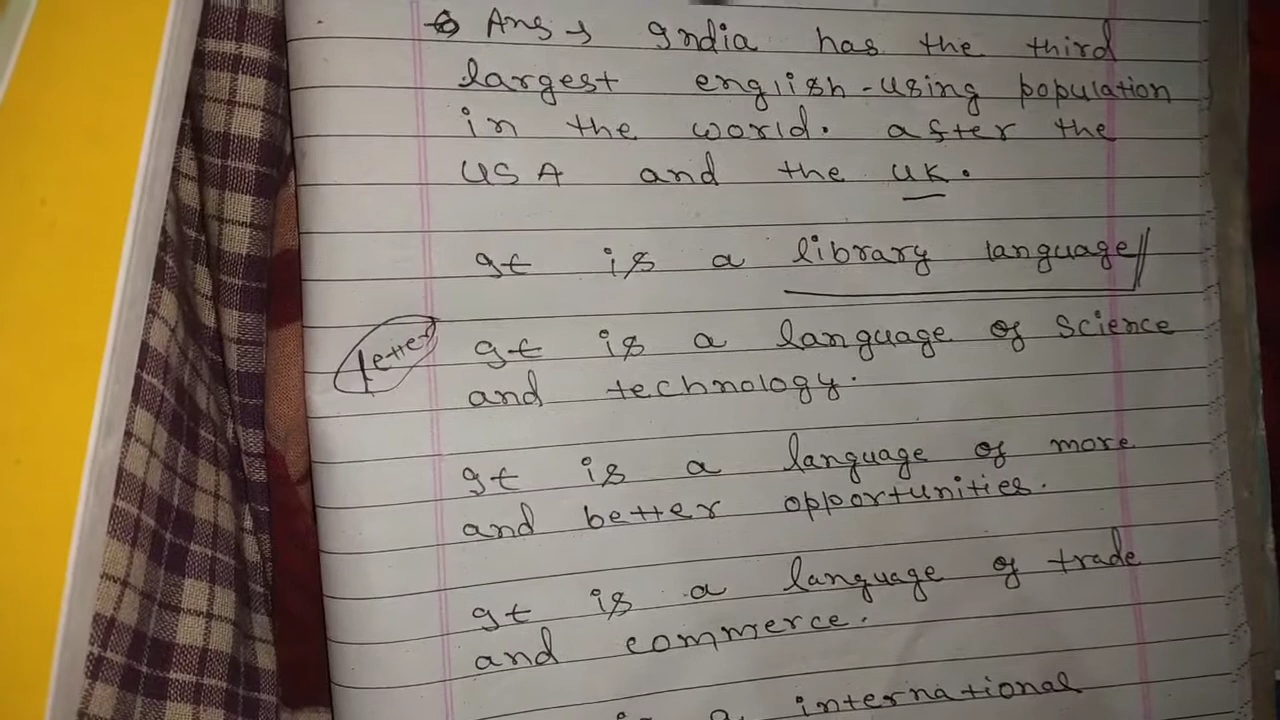 Ans → India has the third
largest english-using population
in the world. after the
USA and the UK.
It is a library language
letter
It is a language of science
and technology.
It is a language of more
and better opportunities.
It is a language of trade
and commerce.
is a international